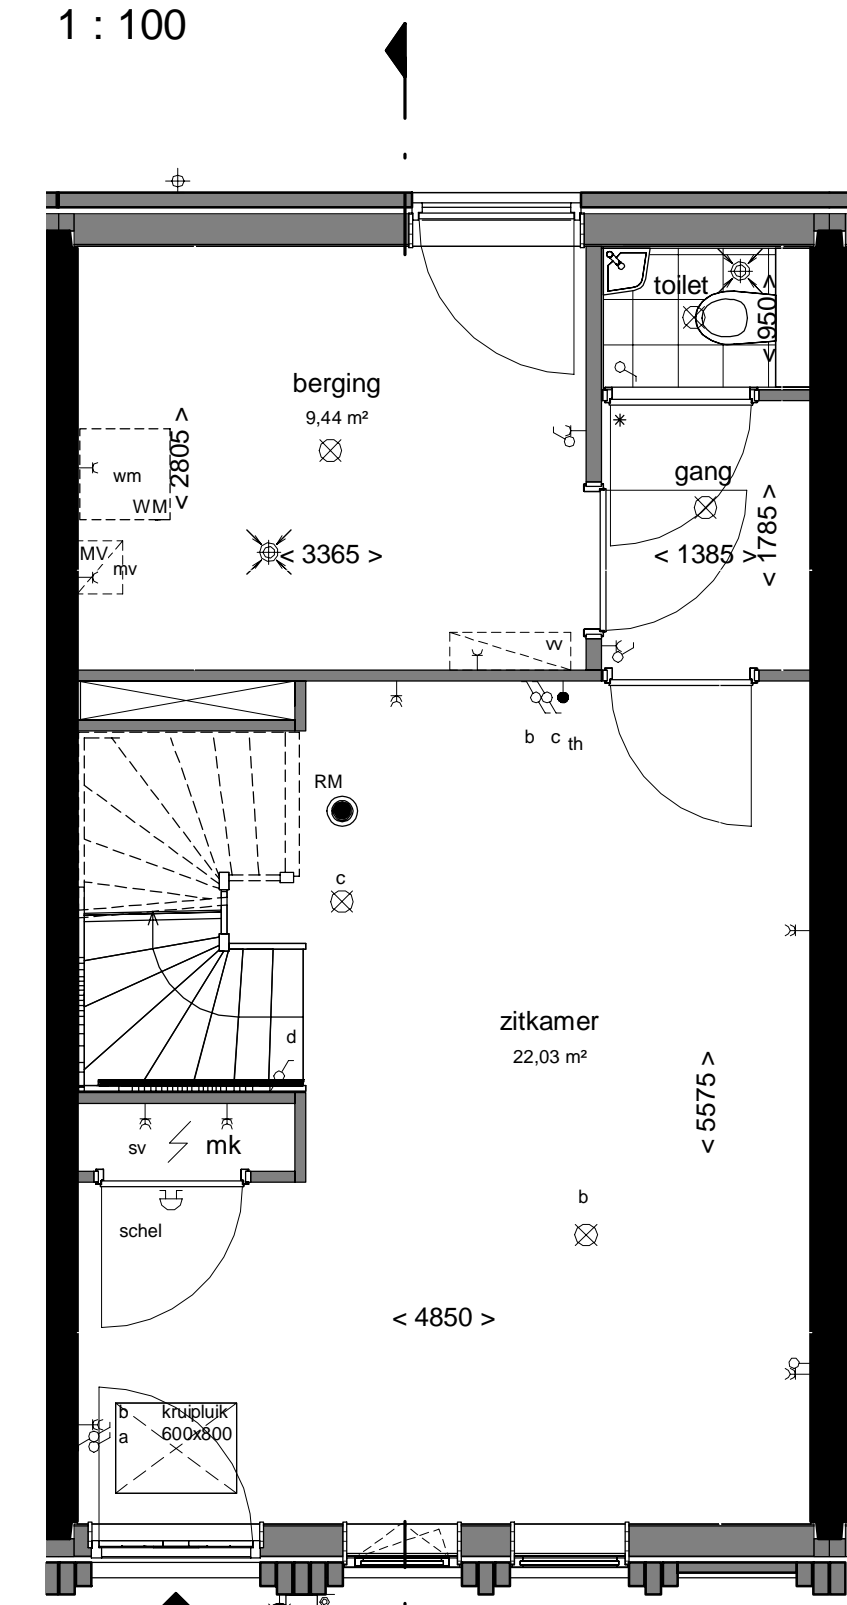 1 : 100
toilet
< 950 >
berging
9,44 m²
< 2805 >
wm
WM
gang
MV
mv
< 3365 >
< 1385 >
< 1785 >
vv
b c th
RM
c
zitkamer
22,03 m²
d
< 5575 >
sv
mk
b
schel
< 4850 >
b kruipluik
a 600x800